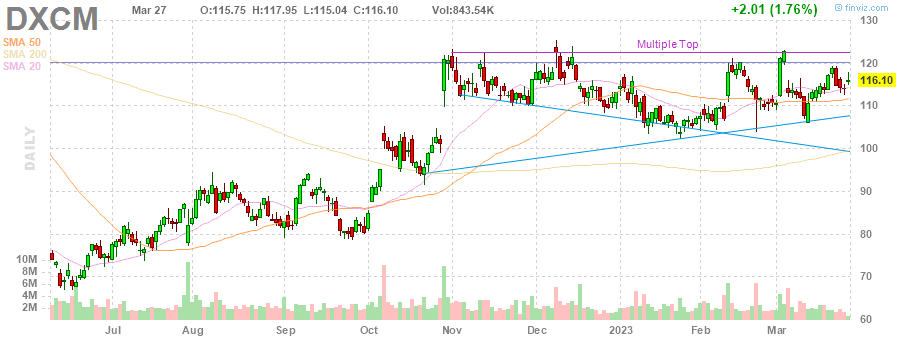 DXCM Mar 27 O:115.75 H:117.95 L:115.04 C:116.10 Vol:843.54K +2.01 (1.76%) © finviz.com
SMA 50
SMA 200
SMA 20
Multiple Top
DAILY
130
120
116.10
110
100
90
80
70
60
10M
8M
6M
4M
2M
Jul Aug Sep Oct Nov Dec 2023 Feb Mar